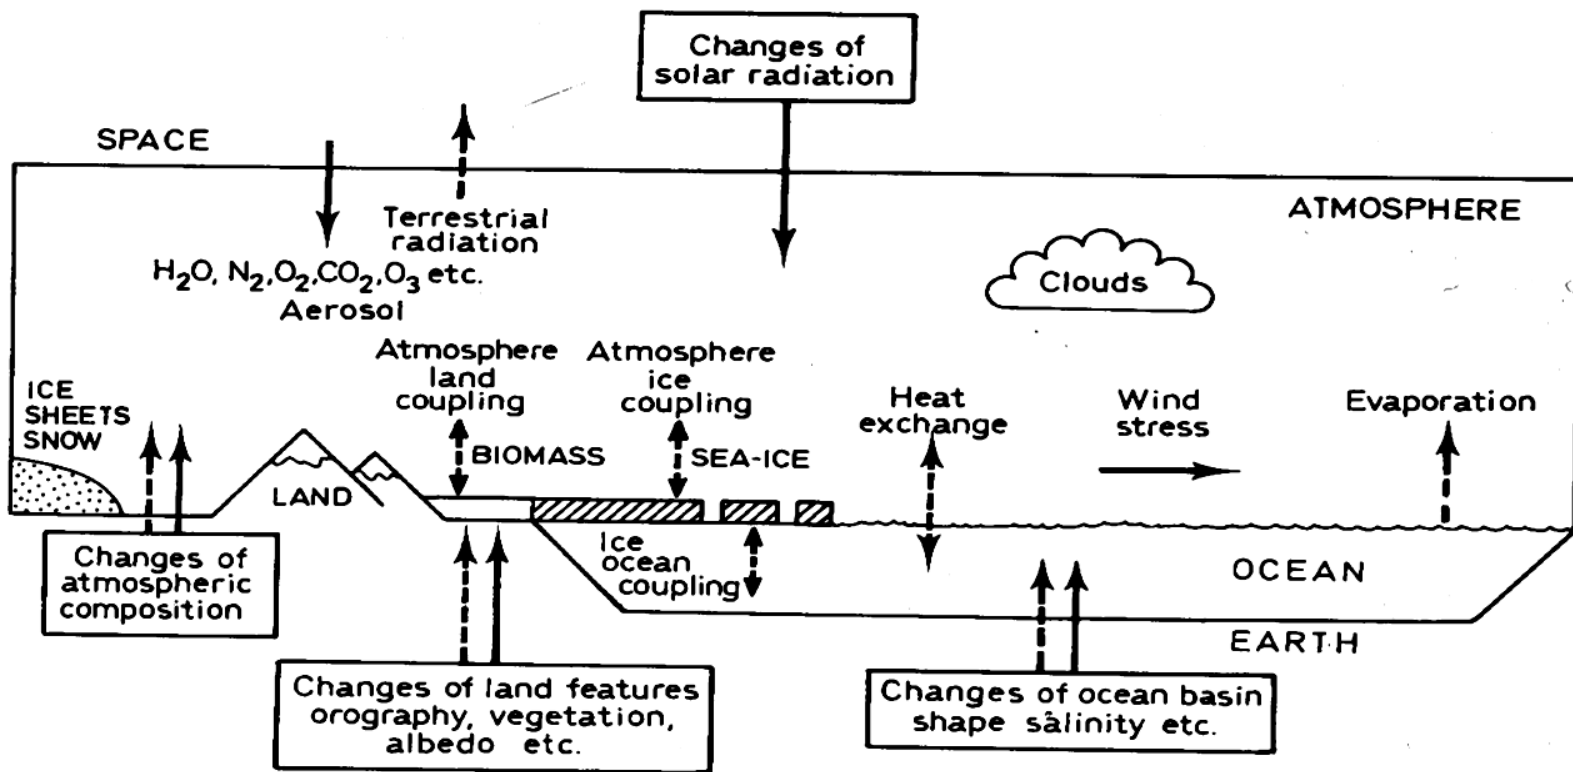 Changes of
solar radiation
SPACE
ATMOSPHERE
Terrestrial
radiation
H₂O, N₂,O₂,CO₂,O₃ etc.
Aerosol
Clouds
Atmosphere
land
coupling
Atmosphere
ice
coupling
ICE
SHEETS
SNOW
Heat
exchange
Wind
stress
Evaporation
BIOMASS
SEA-ICE
LAND
Changes of
atmospheric
composition
Ice
ocean
coupling
OCEAN
EARTH
Changes of land features
orography, vegetation,
albedo etc.
Changes of ocean basin
shape salinity etc.